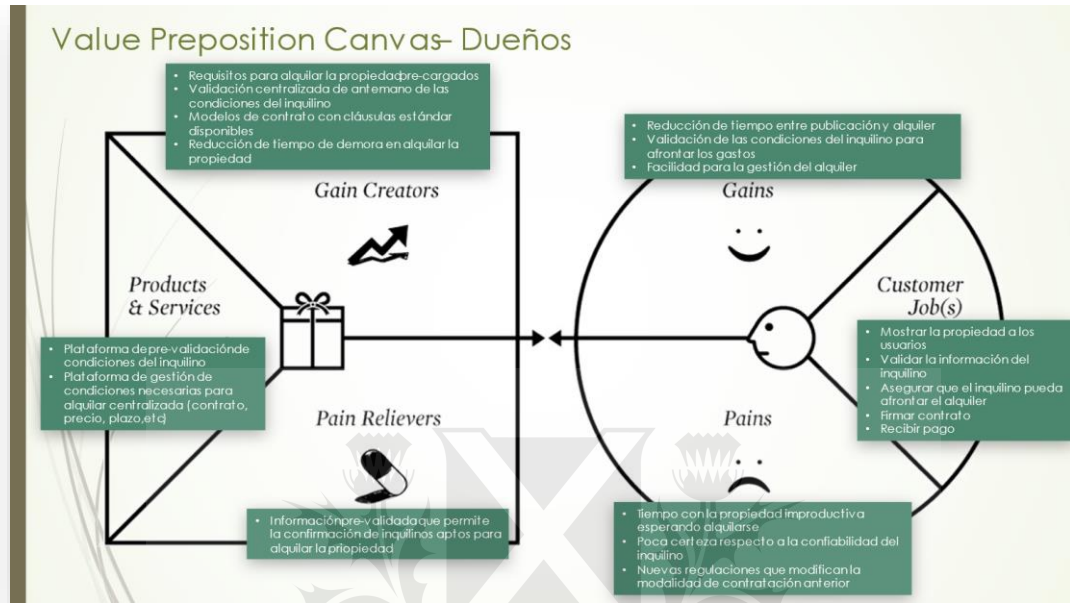 Value Preposition Canvas– Dueños
• Requisitos para alquilar la propiedad pre-cargados
• Validación centralizada de antemano de las
condiciones del inquilino
• Modelos de contrato con cláusulas estándar
disponibles
• Reducción de tiempo de demora en alquilar la
propiedad
Gain Creators
Products
& Services
• Plataforma de pre-validación de
condiciones del inquilino
• Plataforma de gestión de
condiciones necesarias para
alquilar centralizada (contrato,
precio, plazo,etc)
Pain Relievers
• Información pre-validada que permite
la confirmación de inquilinos aptos para
alquilar la priopiedad
• Reducción de tiempo entre publicación y alquiler
• Validación de las condiciones del inquilino para
afrontar los gastos
• Facilidad para la gestión del alquiler
Gains
Customer
Job(s)
• Mostrar la propiedad a los
usuarios
• Validar la información del
inquilino
• Asegurar que el inquilino pueda
afrontar el alquiler
• Firmar contrato
• Recibir pago
Pains
• Tiempo con la propiedad improductiva
esperando alquilarse
• Poca certeza respecto a la confiabilidad del
inquilino
• Nuevas regulaciones que modifican la
modalidad de contratación anterior